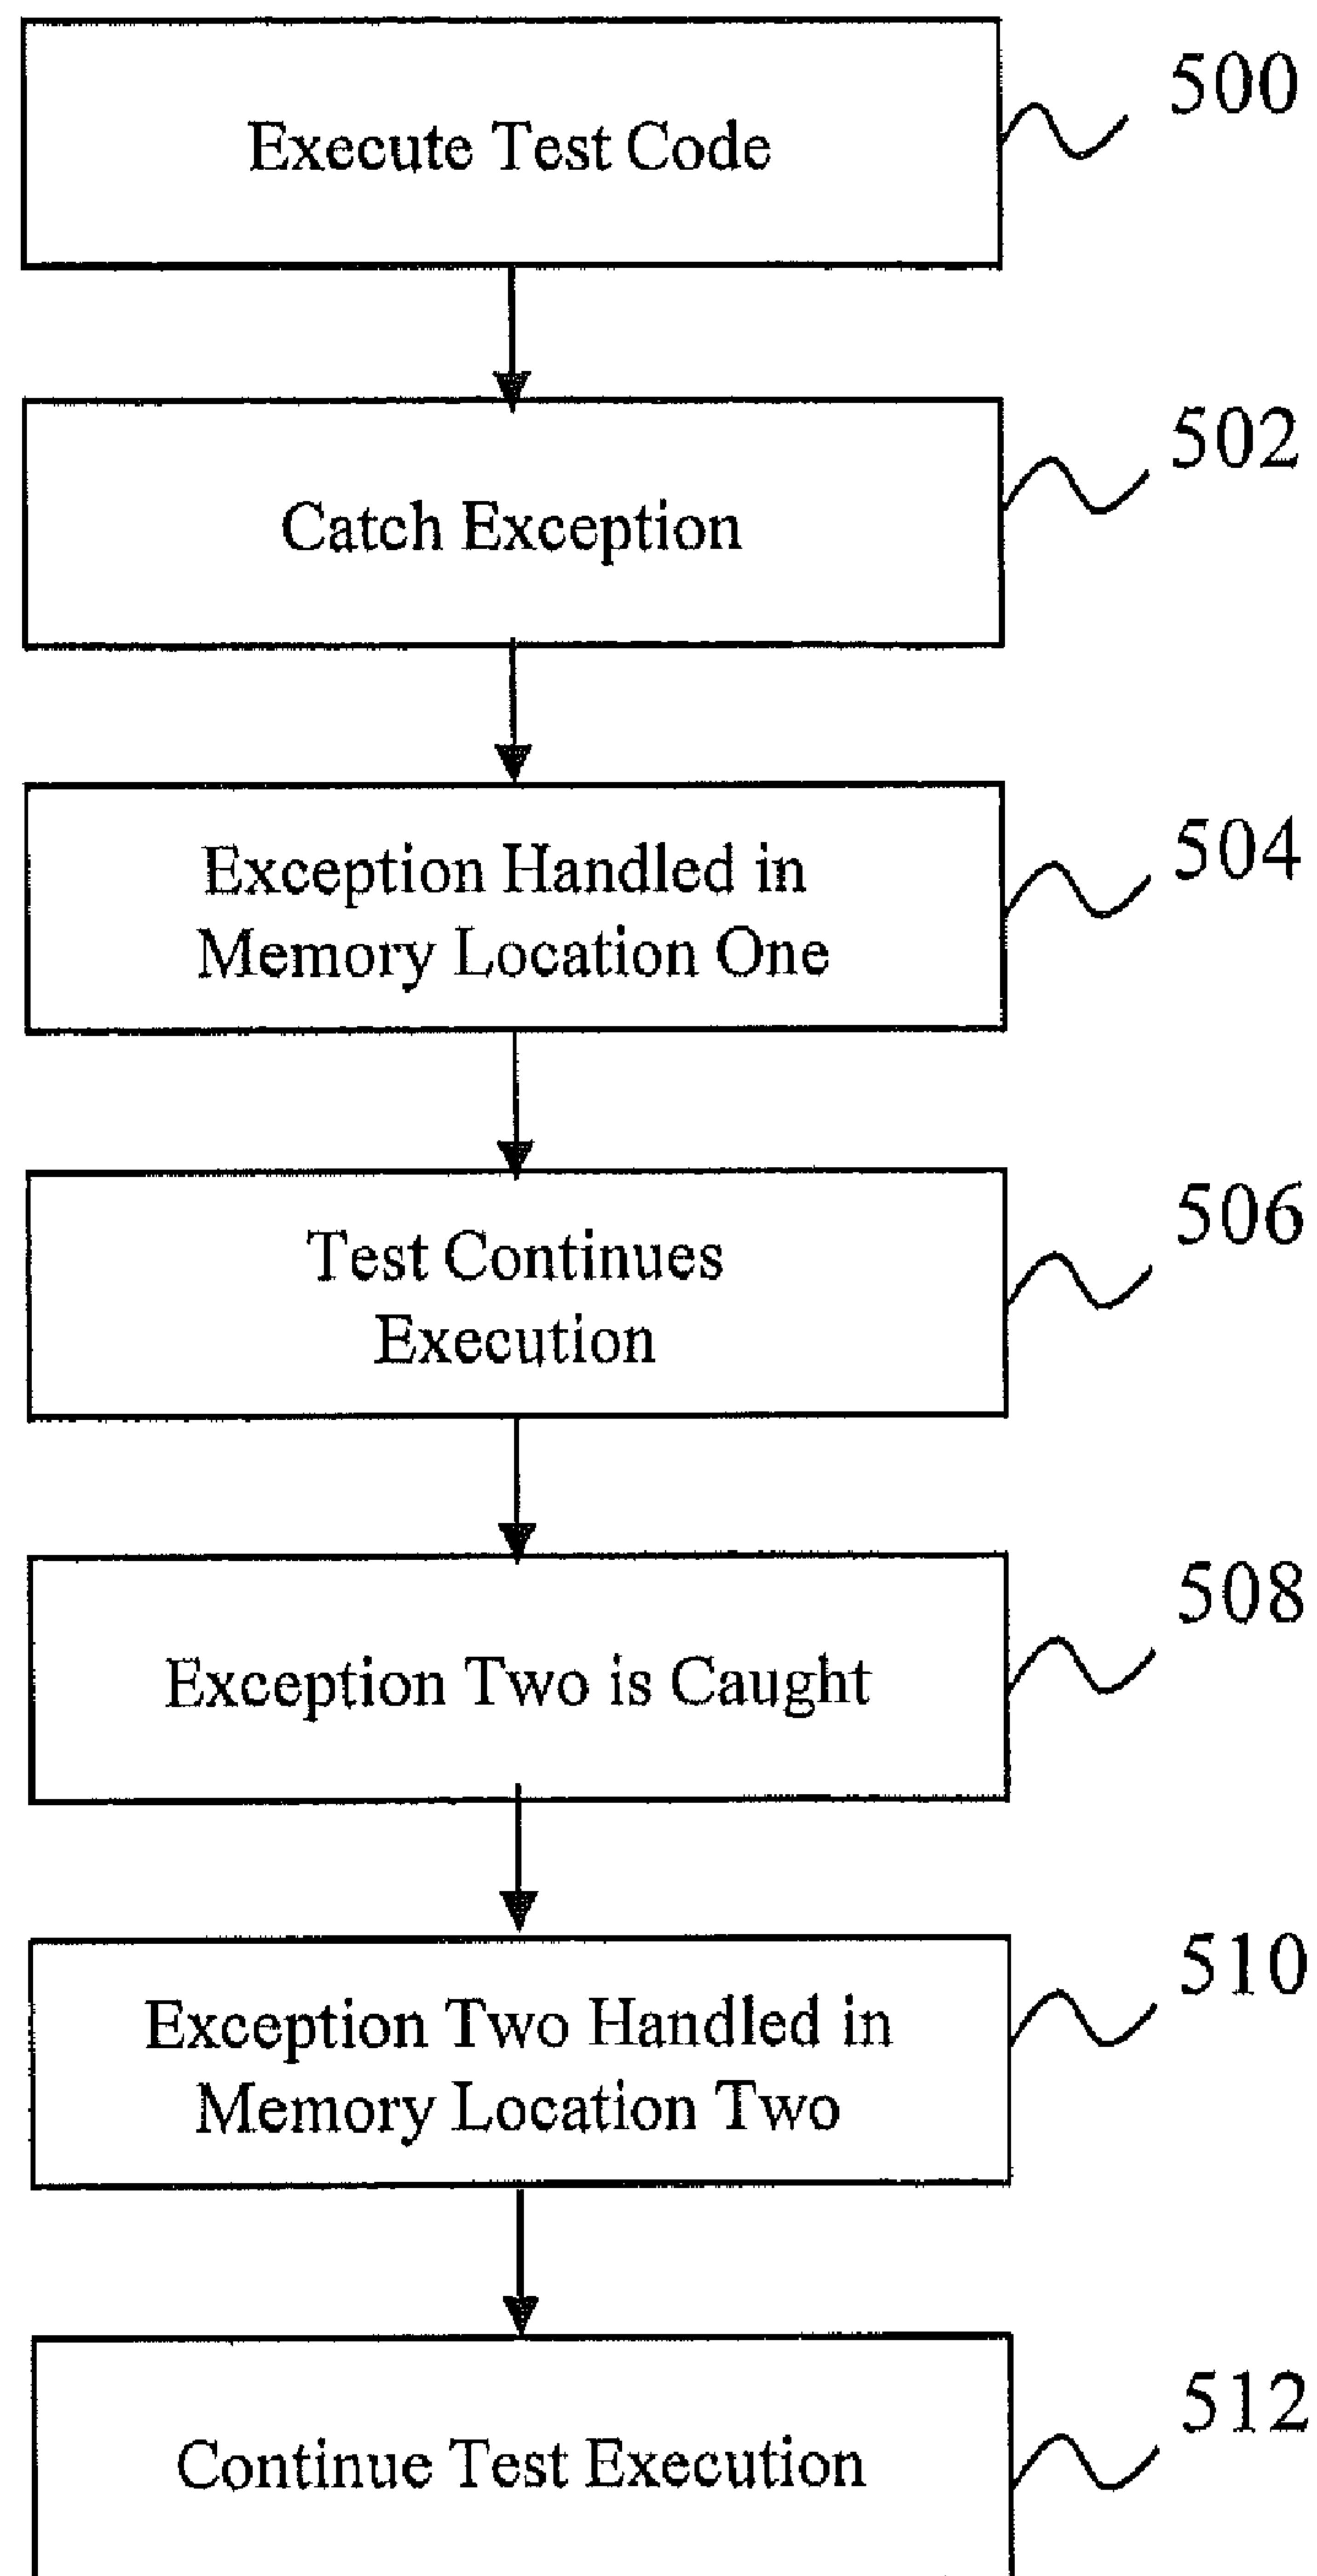 500
Execute Test Code
502
Catch Exception
504
Exception Handled in
Memory Location One
506
Test Continues
Execution
508
Exception Two is Caught
510
Exception Two Handled in
Memory Location Two
512
Continue Test Execution